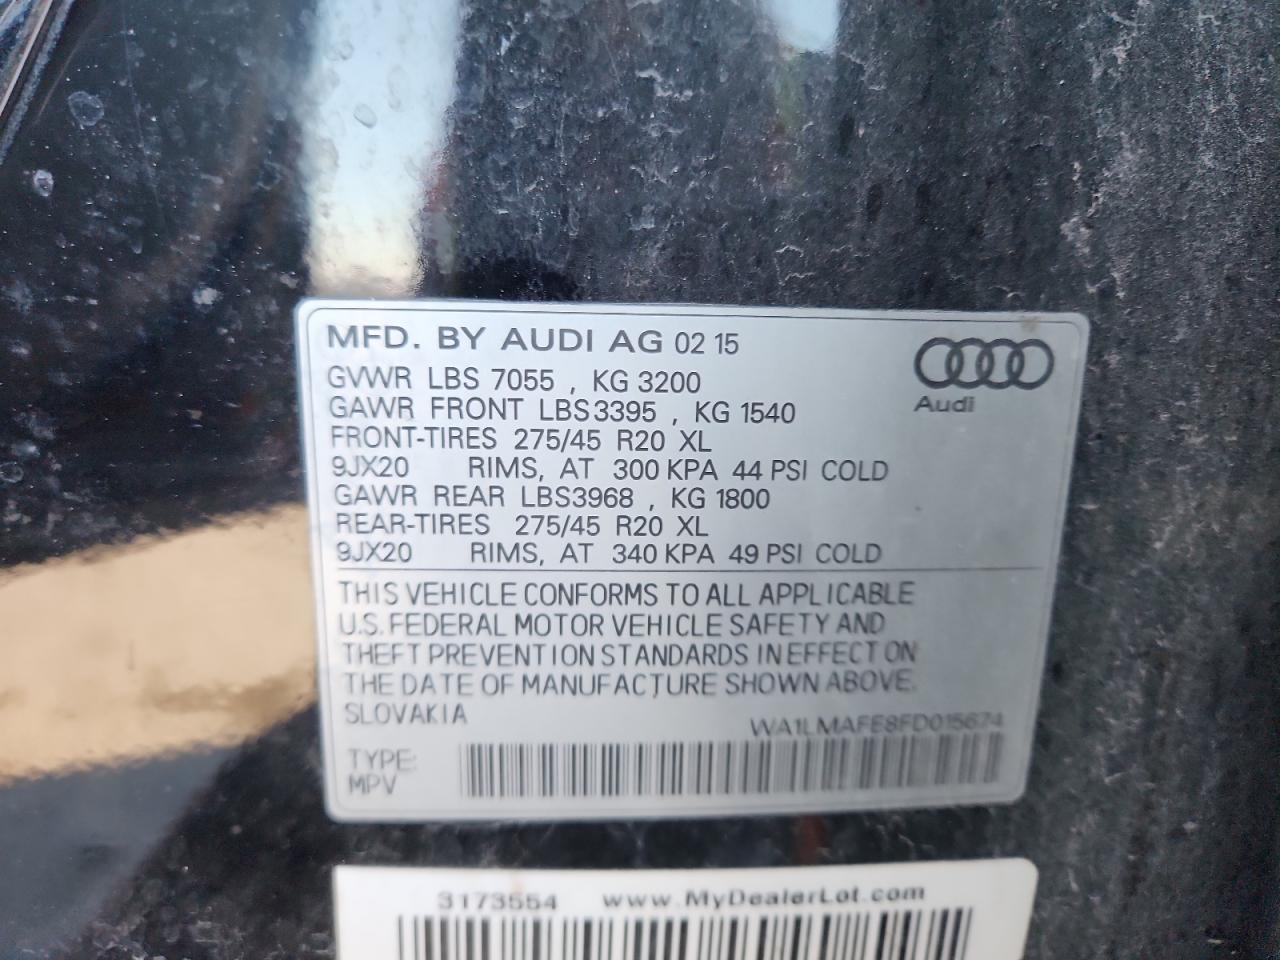 MFD. BY AUDI AG 02 15
Audi
GVWR LBS 7055 , KG 3200
GAWR FRONT LBS3395 , KG 1540
FRONT-TIRES 275/45 R20 XL
9JX20 RIMS, AT 300 KPA 44 PSI COLD
GAWR REAR LBS3968 , KG 1800
REAR-TIRES 275/45 R20 XL
9JX20 RIMS, AT 340 KPA 49 PSI COLD
THIS VEHICLE CONFORMS TO ALL APPLICABLE
U.S. FEDERAL MOTOR VEHICLE SAFETY AND
THEFT PREVENTION STANDARDS IN EFFECT ON
THE DATE OF MANUFACTURE SHOWN ABOVE.
SLOVAKIA
WA1LMAFE8FD015674
TYPE:
MPV
3173554 www.MyDealerLot.com